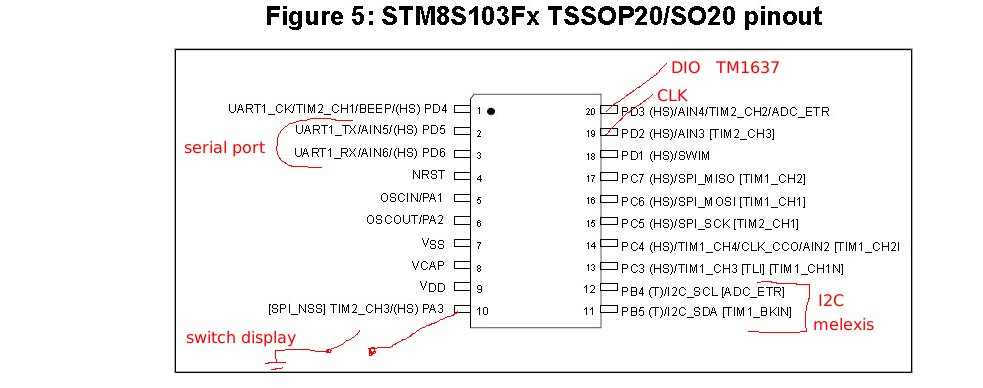 Figure 5: STM8S103Fx TSSOP20/SO20 pinout
DIO TM1637
CLK
UART1_CK/TIM2_CH1/BEEP/(HS) PD4 1 20 PD3 (HS)/AIN4/TIM2_CH2/ADC_ETR
UART1_TX/AIN5/(HS) PD5 2 19 PD2 (HS)/AIN3 [TIM2_CH3]
serial port
UART1_RX/AIN6/(HS) PD6 3 18 PD1 (HS)/SWIM
NRST 4 17 PC7 (HS)/SPI_MISO [TIM1_CH2]
OSCIN/PA1 5 16 PC6 (HS)/SPI_MOSI [TIM1_CH1]
OSCOUT/PA2 6 15 PC5 (HS)/SPI_SCK [TIM2_CH1]
VSS 7 14 PC4 (HS)/TIM1_CH4/CLK_CCO/AIN2 [TIM1_CH2I
VCAP 8 13 PC3 (HS)/TIM1_CH3 [TLI] [TIM1_CH1N]
VDD 9 12 PB4 (T)/I2C_SCL [ADC_ETR]
I2C
[SPI_NSS] TIM2_CH3/(HS) PA3 10 11 PB5 (T)/I2C_SDA [TIM1_BKIN]
melexis
switch display